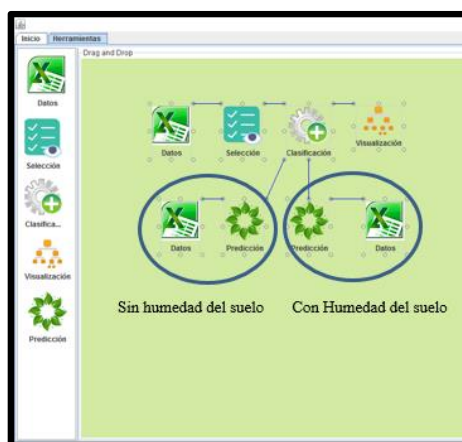 Inicio Herramientas
Drag and Drop
Datos
Selección
Clasifica...
Visualización
Predicción
Datos Selección Clasificación Visualización
Datos Predicción Predicción Datos
Sin humedad del suelo Con Humedad del suelo